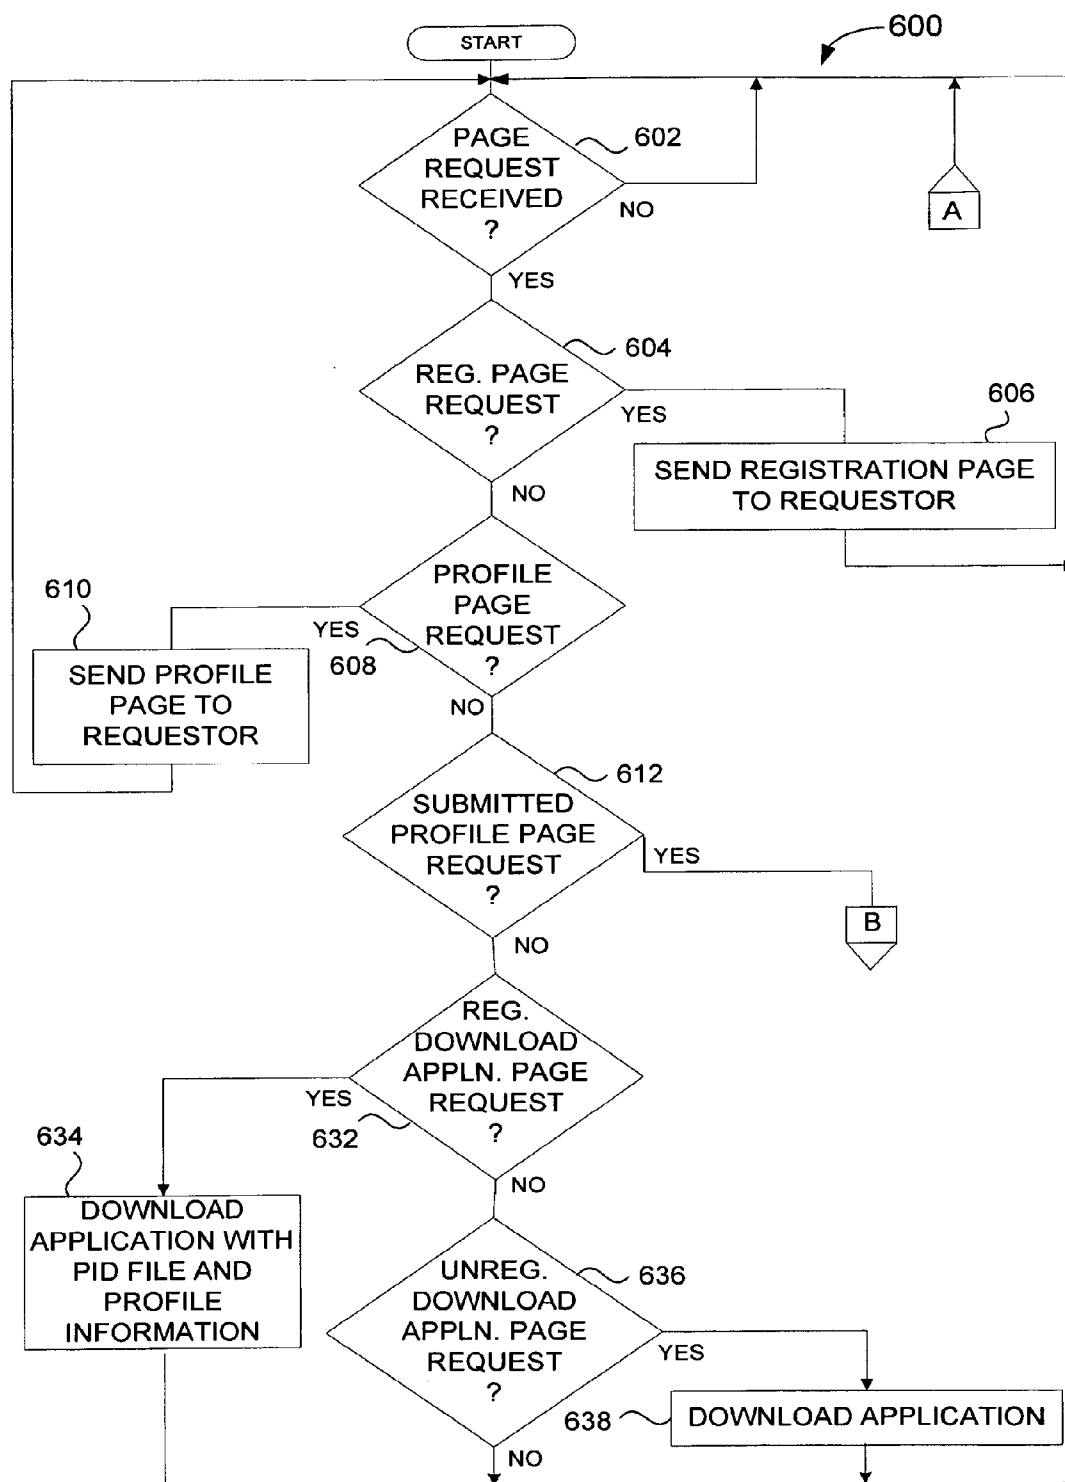 START
600
PAGE
REQUEST
RECEIVED
?
602
NO
A
YES
REG. PAGE
REQUEST
?
604
YES
606
SEND REGISTRATION PAGE
TO REQUESTOR
NO
PROFILE
PAGE
REQUEST
?
610
YES
608
SEND PROFILE
PAGE TO
REQUESTOR
NO
612
SUBMITTED
PROFILE PAGE
REQUEST
?
YES
B
NO
REG.
DOWNLOAD
APPLN. PAGE
REQUEST
?
YES
632
634
NO
DOWNLOAD
APPLICATION WITH
PID FILE AND
PROFILE
INFORMATION
UNREG.
DOWNLOAD
APPLN. PAGE
REQUEST
?
636
YES
638
DOWNLOAD APPLICATION
NO